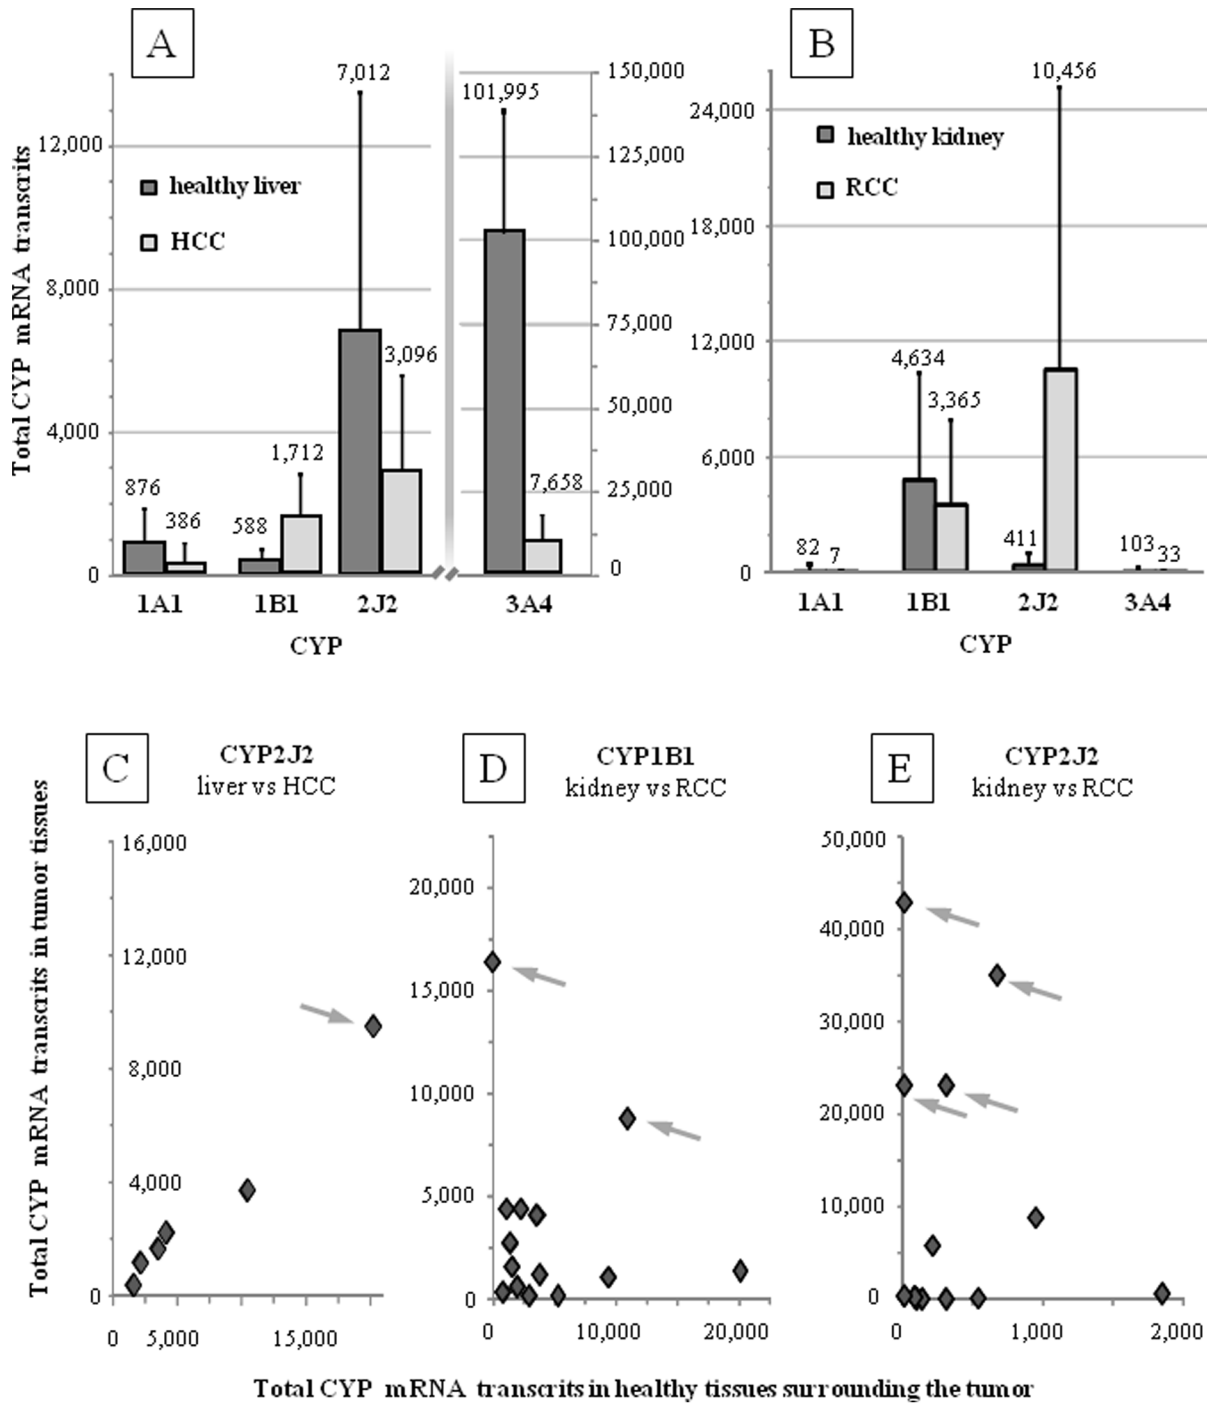 A
B
Total CYP mRNA transcrits
12,000
8,000
4,000
0
healthy liver
HCC
876
386
588
1,712
7,012
3,096
101,995
7,658
150,000
125,000
100,000
75,000
50,000
25,000
0
1A1
1B1
2J2
3A4
CYP
24,000
18,000
12,000
6,000
0
healthy kidney
RCC
82
7
4,634
3,365
411
10,456
103
33
1A1
1B1
2J2
3A4
CYP
Total CYP mRNA transcrits in tumor tissues
C
CYP2J2
liver vs HCC
16,000
12,000
8,000
4,000
0
0
5,000
15,000
D
CYP1B1
kidney vs RCC
20,000
15,000
10,000
5,000
0
0
10,000
20,000
E
CYP2J2
kidney vs RCC
50,000
40,000
30,000
20,000
10,000
0
0
1,000
2,000
Total CYP mRNA transcrits in healthy tissues surrounding the tumor